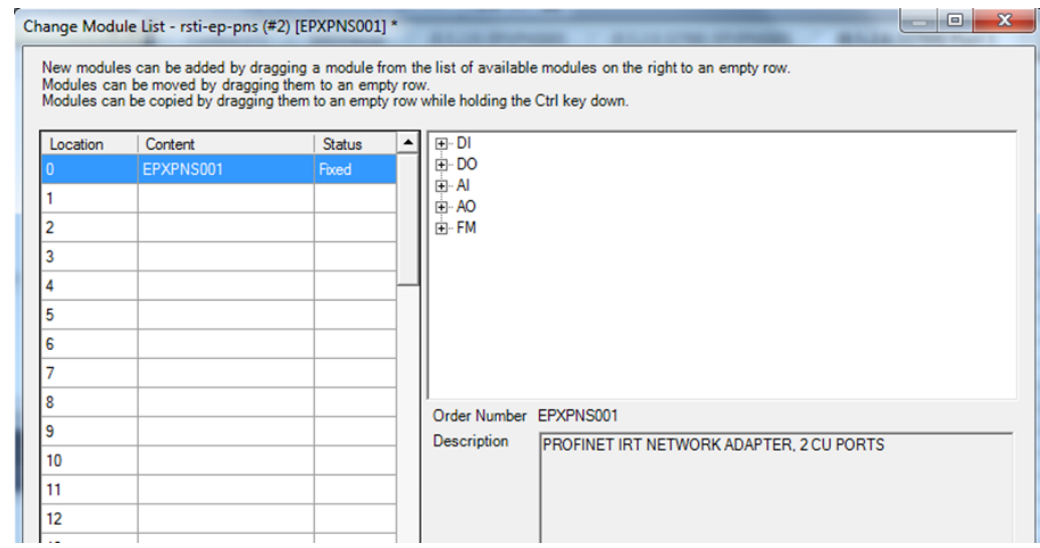 Change Module List - rsti-ep-pns (#2) [EPXPNS001] *
New modules can be added by dragging a module from the list of available modules on the right to an empty row.
Modules can be moved by dragging them to an empty row.
Modules can be copied by dragging them to an empty row while holding the Ctrl key down.
Location Content Status
0 EPXPNS001 Fixed
1
2
3
4
5
6
7
8
9
10
11
12
DI
DO
AI
AO
FM
Order Number EPXPNS001
Description PROFINET IRT NETWORK ADAPTER, 2 CU PORTS